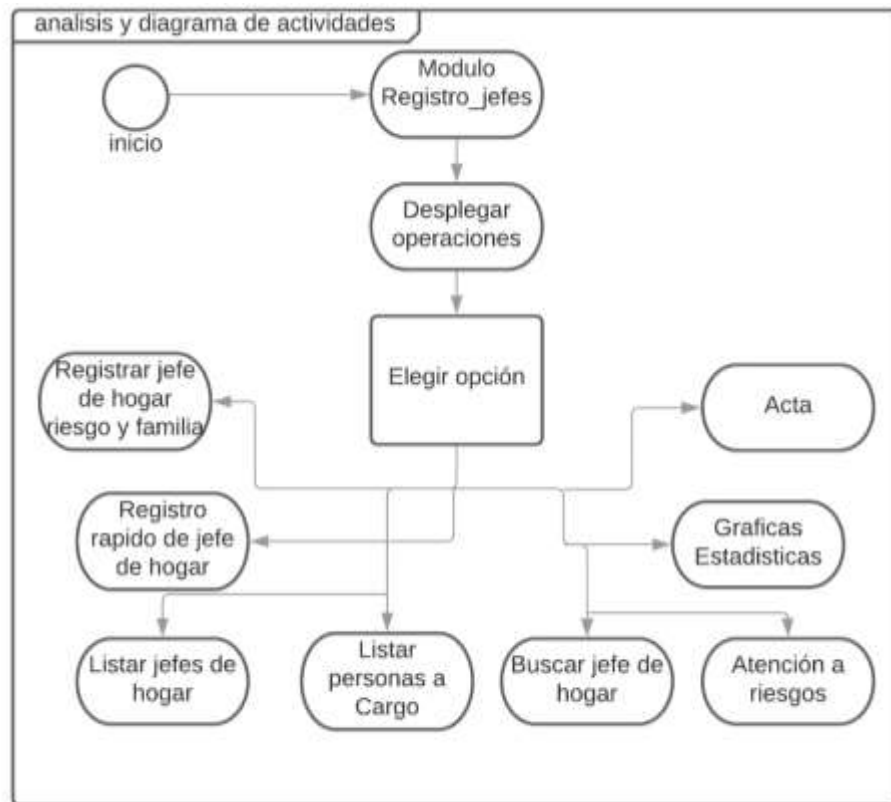 analisis y diagrama de actividades
Modulo
Registro_jefes
inicio
Desplegar
operaciones
Elegir opción
Registrar jefe
de hogar
riesgo y familia
Acta
Registro
rapido de jefe
de hogar
Graficas
Estadisticas
Listar jefes de
hogar
Listar
personas a
Cargo
Buscar jefe de
hogar
Atención a
riesgos